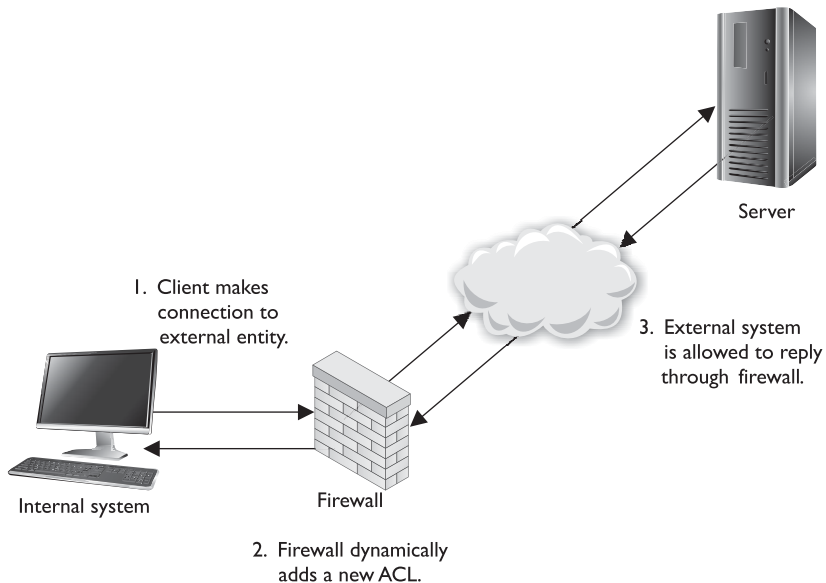 Server
1. Client makes
connection to
external entity.
3. External system
is allowed to reply
through firewall.
Internal system
Firewall
2. Firewall dynamically
adds a new ACL.